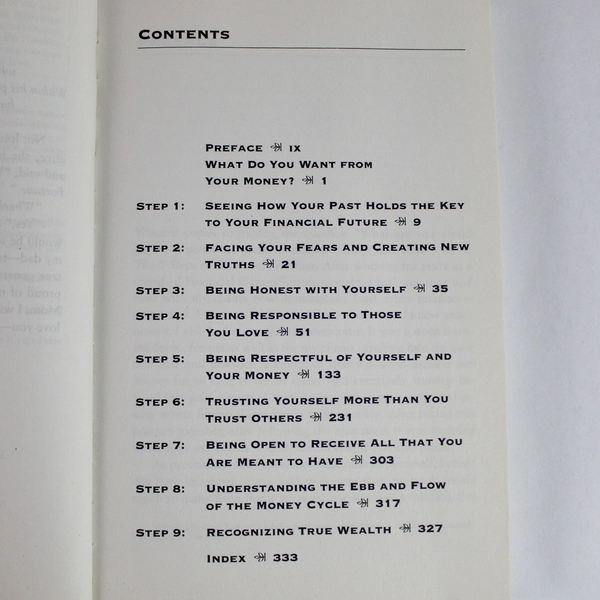 CONTENTS
PREFACE ix
WHAT DO YOU WANT FROM
YOUR MONEY? 1
STEP 1: SEEING HOW YOUR PAST HOLDS THE KEY
TO YOUR FINANCIAL FUTURE 9
STEP 2: FACING YOUR FEARS AND CREATING NEW
TRUTHS 21
STEP 3: BEING HONEST WITH YOURSELF 35
STEP 4: BEING RESPONSIBLE TO THOSE
YOU LOVE 51
STEP 5: BEING RESPECTFUL OF YOURSELF AND
YOUR MONEY 133
STEP 6: TRUSTING YOURSELF MORE THAN YOU
TRUST OTHERS 231
STEP 7: BEING OPEN TO RECEIVE ALL THAT YOU
ARE MEANT TO HAVE 303
STEP 8: UNDERSTANDING THE EBB AND FLOW
OF THE MONEY CYCLE 317
STEP 9: RECOGNIZING TRUE WEALTH 327
INDEX 333